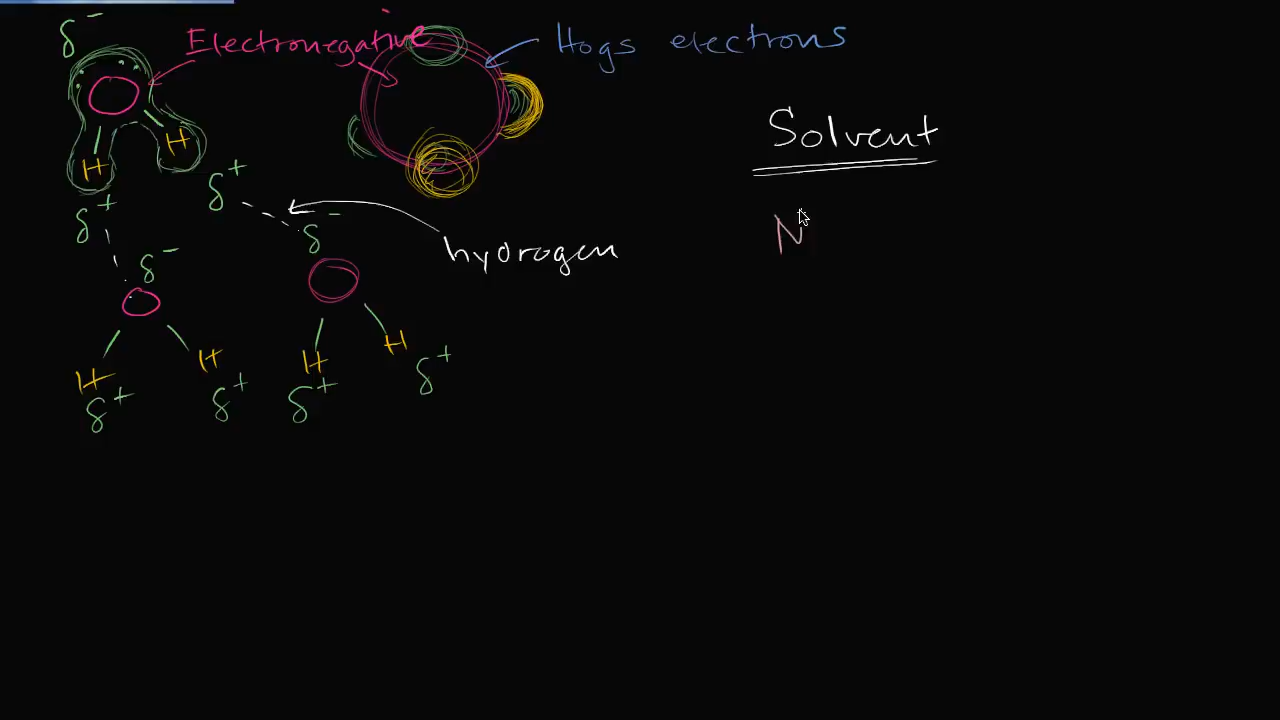 δ-
Electronegative
Hogs electrons
Solvent
H
H
δ+
δ+
δ-
δ-
hydrogen
N
H
H
H
H
δ+
δ+
δ+
δ+